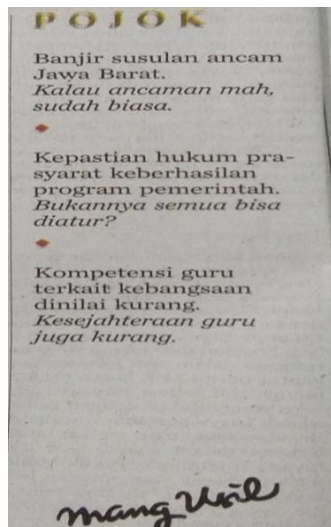 POJOK
Banjir susulan ancam
Jawa Barat.
Kalau ancaman mah,
sudah biasa.
Kepastian hukum pra-
syarat keberhasilan
program pemerintah.
Bukannya semua bisa
diatur?
Kompetensi guru
terkait kebangsaan
dinilai kurang.
Kesejahteraan guru
juga kurang.
mang Usil